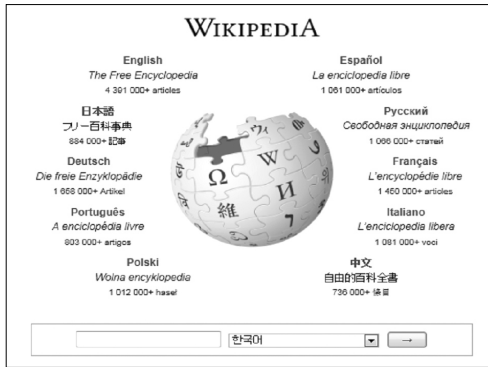 WIKIPEDIA
English
The Free Encyclopedia
4 391 000+ articles
Español
La enciclopedia libre
1 061 000+ artículos
日本語
フリー百科事典
884 000+ 記事
Русский
Свободная энциклопедия
1 066 000+ статей
Deutsch
Die freie Enzyklopädie
1 658 000+ Artikel
Français
L'encyclopédie libre
1 450 000+ articles
Português
A enciclopédia livre
803 000+ artigos
Italiano
L'enciclopedia libera
1 081 000+ voci
Polski
Wolna encyklopedia
1 012 000+ haseł
中文
自由的百科全書
736 000+ 條目
Ω W И 維
한국어
→